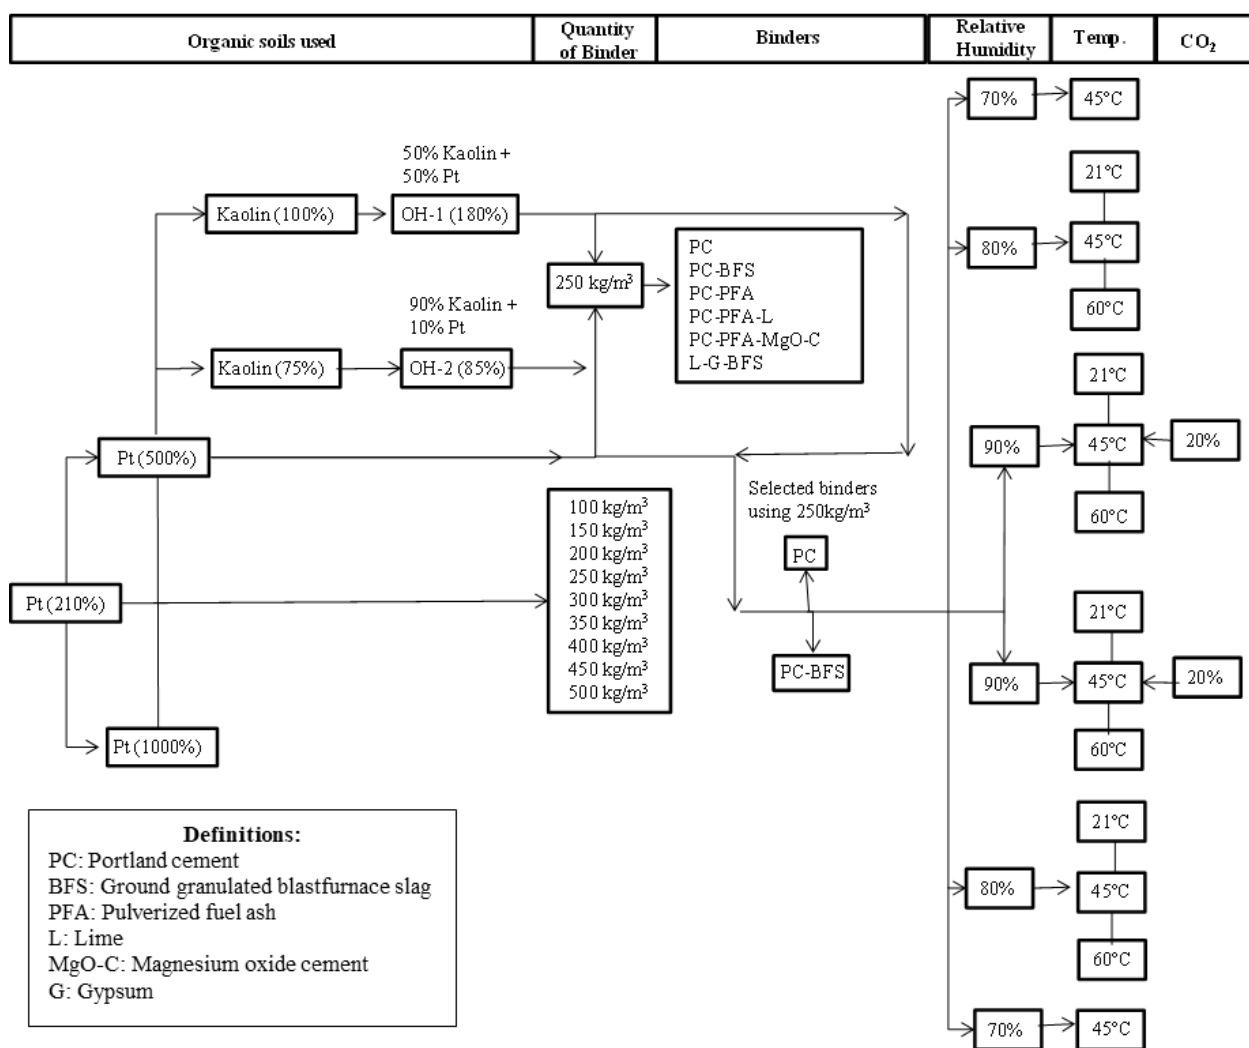 Organic soils used
Quantity
of Binder
Binders
Relative
Humidity
Temp.
CO₂
70%
45°C
50% Kaolin +
50% Pt
21°C
Kaolin (100%)
OH-1 (180%)
80%
45°C
60°C
PC
PC-BFS
PC-PFA
PC-PFA-L
PC-PFA-MgO-C
L-G-BFS
250 kg/m³
90% Kaolin +
10% Pt
Kaolin (75%)
OH-2 (85%)
21°C
90%
45°C
20%
60°C
Pt (500%)
Selected binders
using 250kg/m³
PC
100 kg/m³
150 kg/m³
200 kg/m³
250 kg/m³
300 kg/m³
350 kg/m³
400 kg/m³
450 kg/m³
500 kg/m³
Pt (210%)
PC-BFS
21°C
90%
45°C
20%
60°C
Pt (1000%)
Definitions:
PC: Portland cement
BFS: Ground granulated blastfurnace slag
PFA: Pulverized fuel ash
L: Lime
MgO-C: Magnesium oxide cement
G: Gypsum
21°C
80%
45°C
60°C
70%
45°C